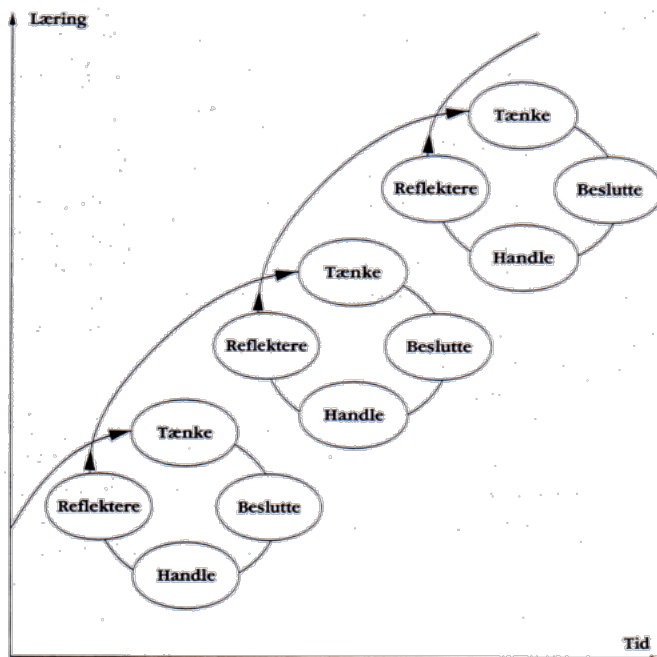 Læring
Tænke
Reflektere
Beslutte
Handle
Tænke
Reflektere
Beslutte
Handle
Tænke
Reflektere
Beslutte
Handle
Tid